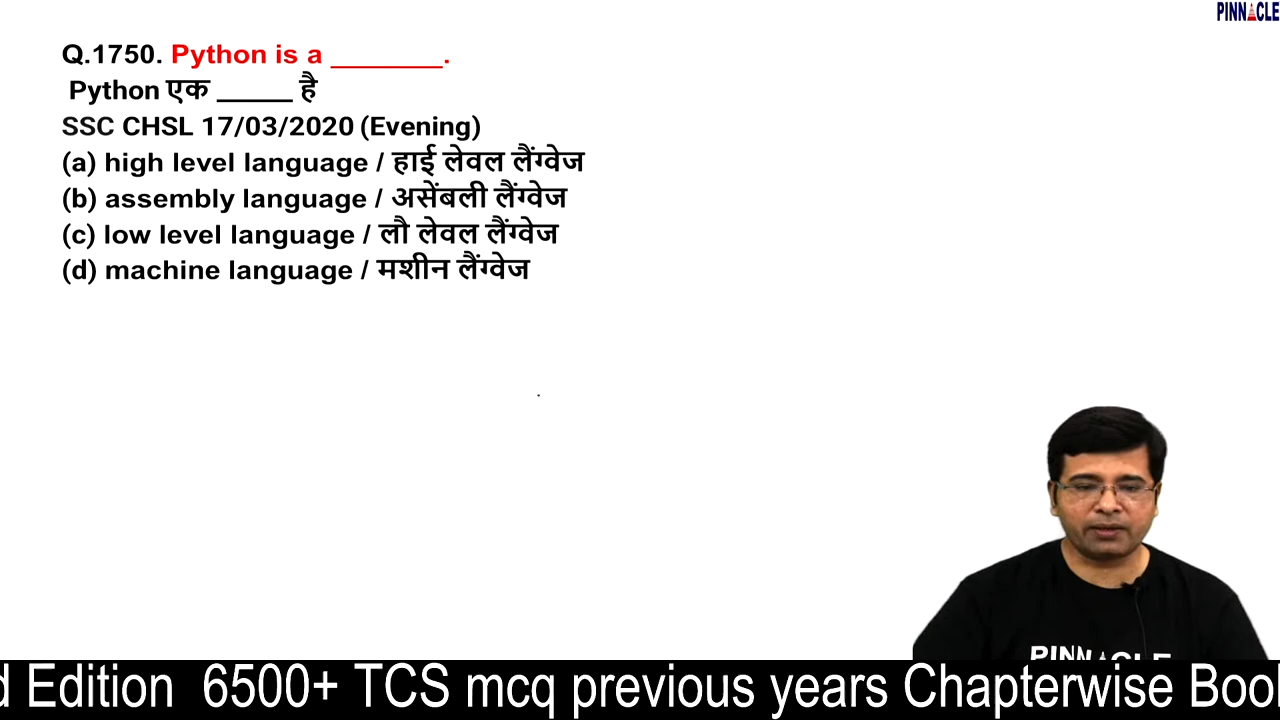 PINNACLE
Q.1750. Python is a ________.
Python एक ______ है
SSC CHSL 17/03/2020 (Evening)
(a) high level language / हाई लेवल लैंग्वेज
(b) assembly language / असेंबली लैंग्वेज
(c) low level language / लौ लेवल लैंग्वेज
(d) machine language / मशीन लैंग्वेज
PINNACLE
d Edition 6500+ TCS mcq previous years Chapterwise Boo